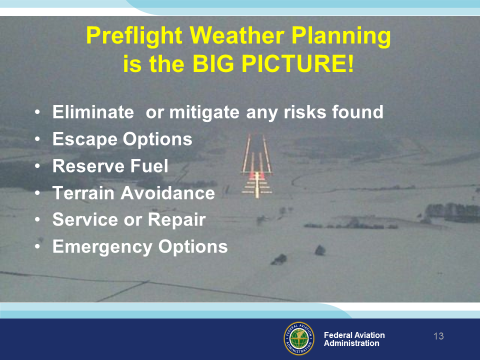 Preflight Weather Planning
is the BIG PICTURE!
• Eliminate  or mitigate any risks found
• Escape Options
• Reserve Fuel
• Terrain Avoidance
• Service or Repair
• Emergency Options
Federal Aviation
Administration
13